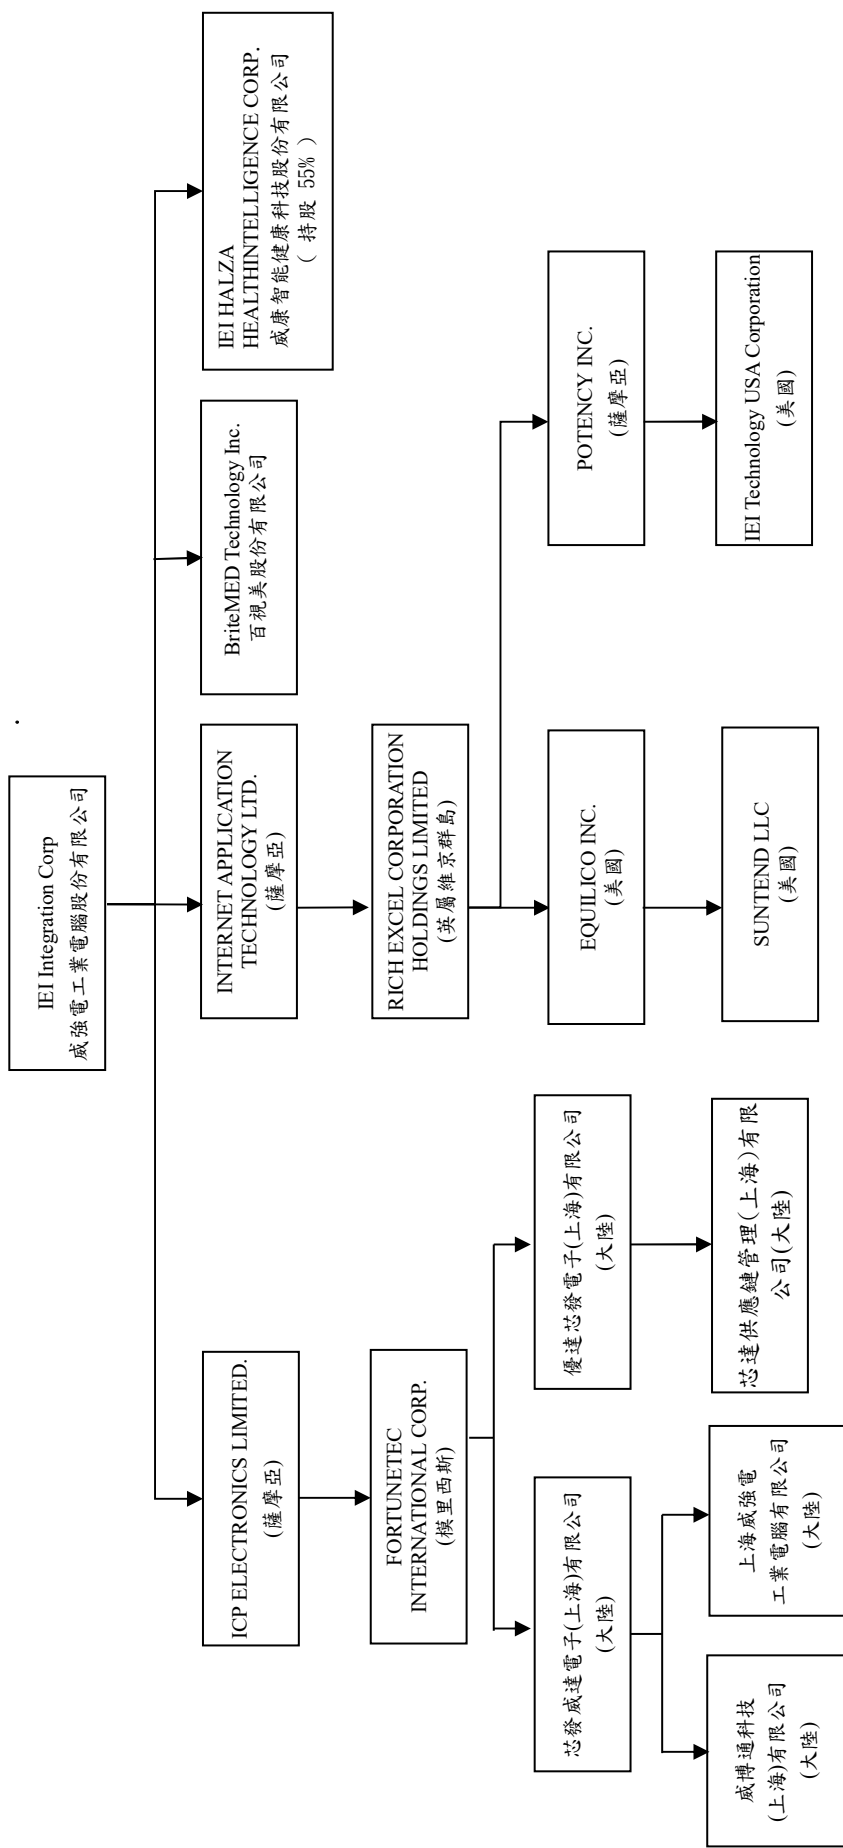 IEI Integration Corp
威強電工業電腦股份有限公司
ICP ELECTRONICS LIMITED.
(薩摩亞)
INTERNET APPLICATION
TECHNOLOGY LTD.
(薩摩亞)
BriteMED Technology Inc.
百視美股份有限公司
IEI HALZA
HEALTHINTELLIGENCE CORP.
威康智能健康科技股份有限公司
( 持股 55% )
FORTUNETEC
INTERNATIONAL CORP.
(模里西斯)
RICH EXCEL CORPORATION
HOLDINGS LIMITED
(英屬維京群島)
芯發威達電子(上海)有限公司
(大陸)
優達芯發電子(上海)有限公司
(大陸)
EQUILICO INC.
(美國)
POTENCY INC.
(薩摩亞)
威博通科技
(上海)有限公司
(大陸)
上海威強電
工業電腦有限公司
(大陸)
芯達供應鏈管理(上海)有限
公司(大陸)
SUNTEND LLC
(美國)
IEI Technology USA Corporation
(美國)